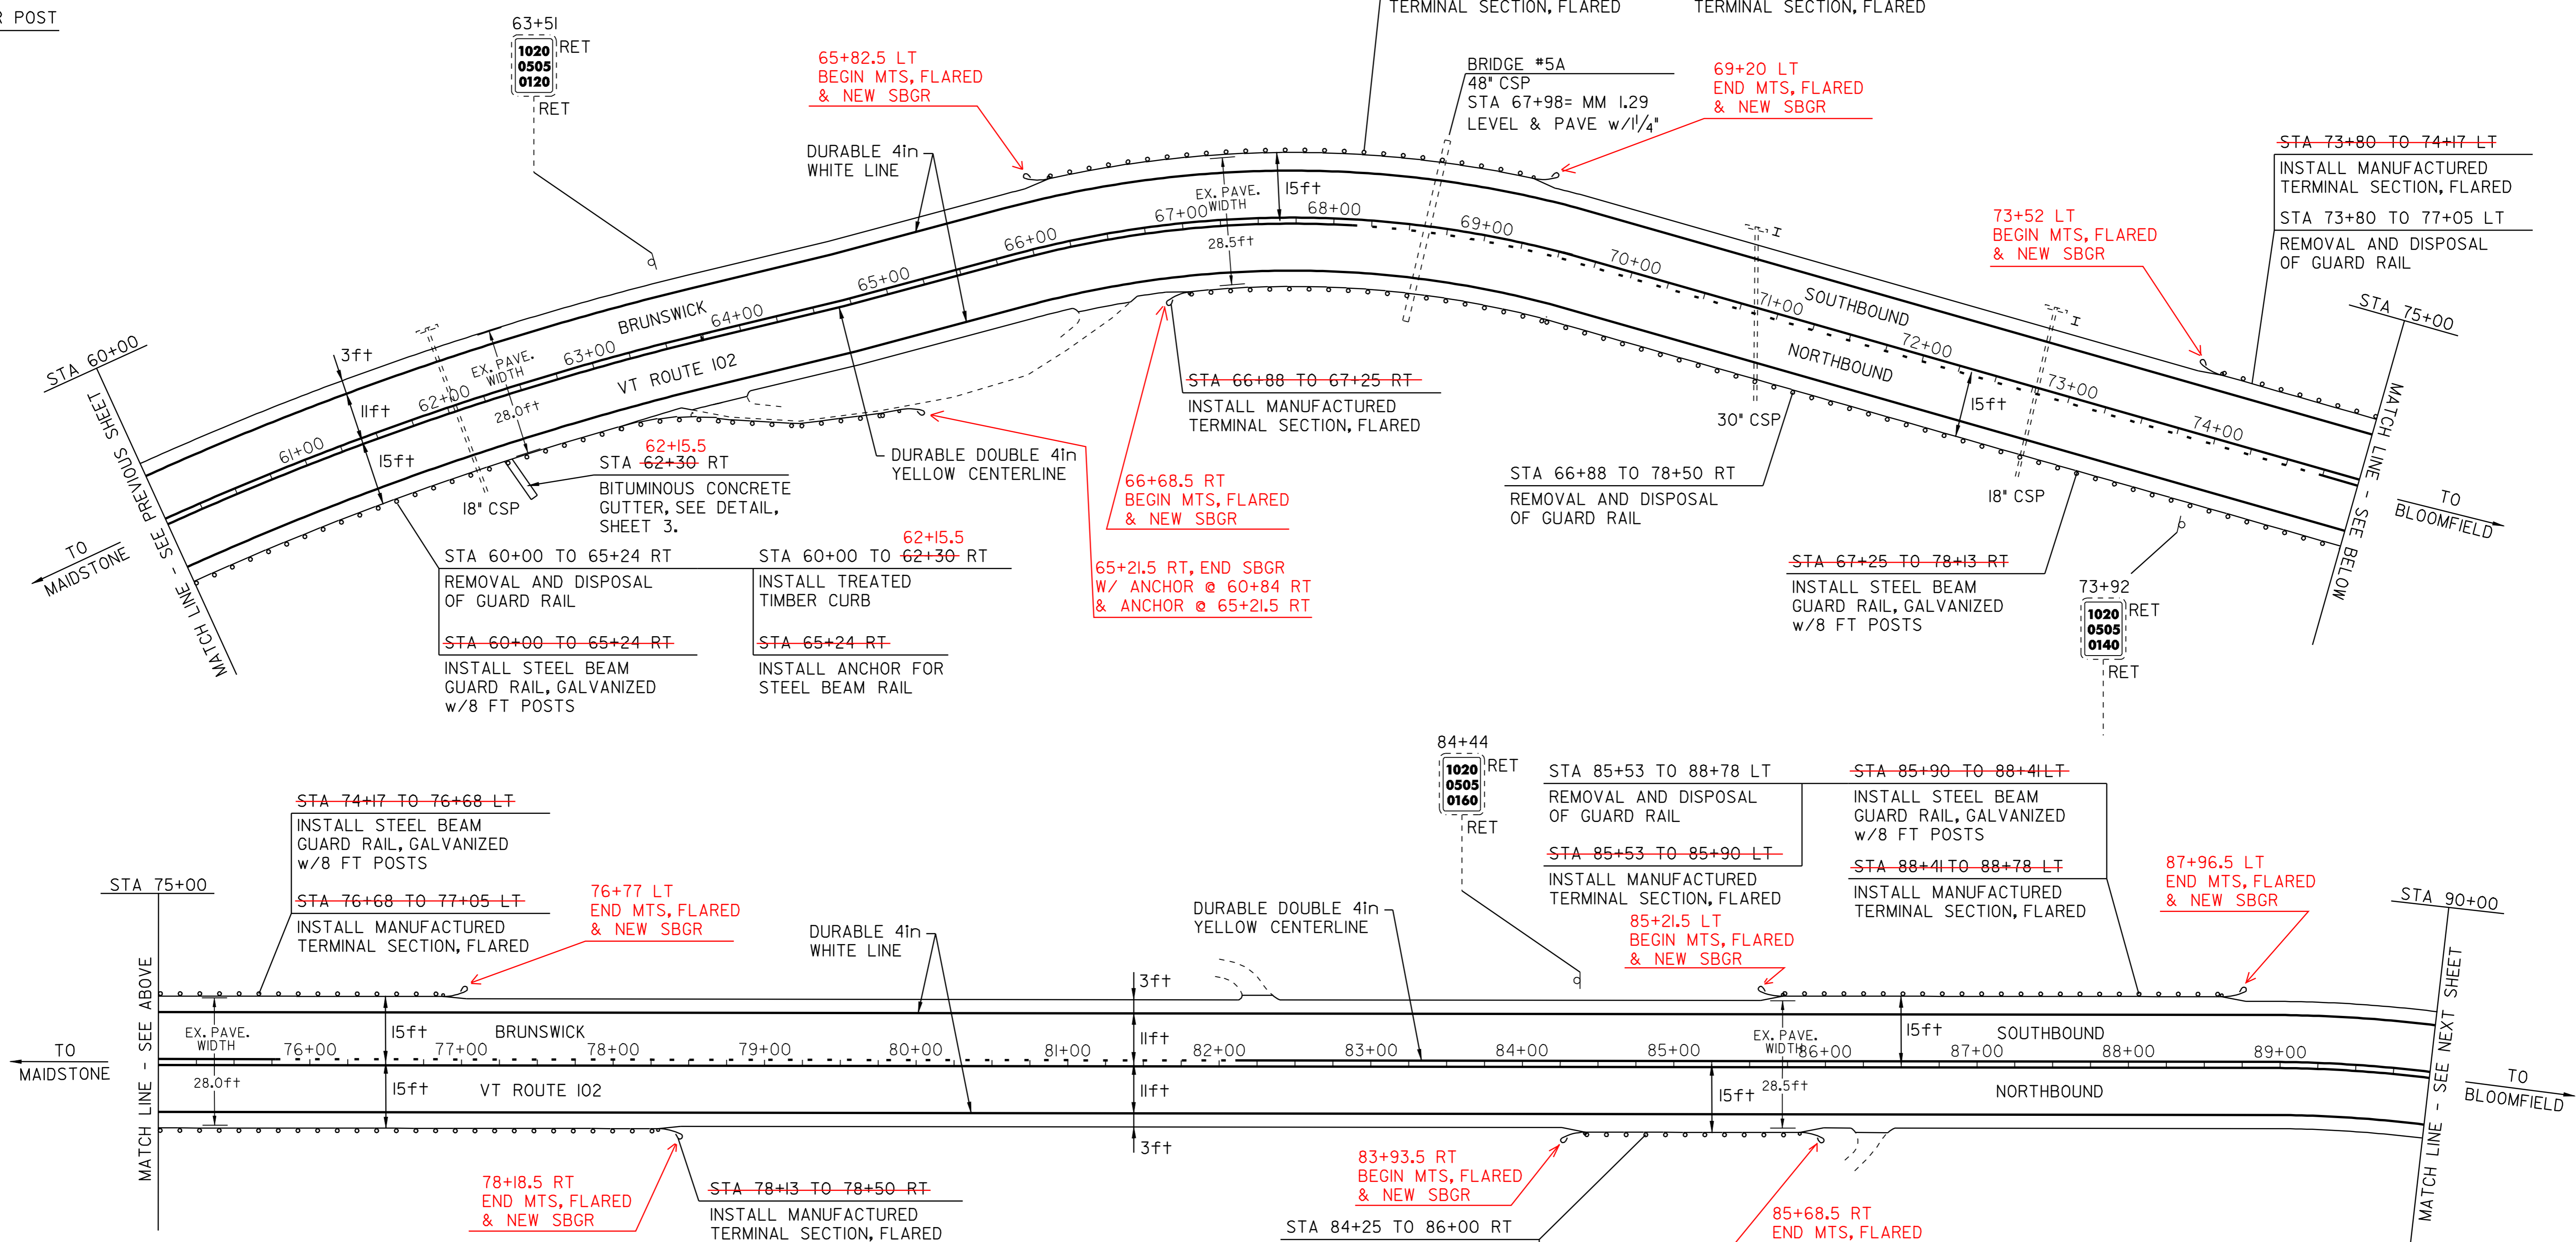 R POST
TERMINAL SECTION, FLARED
TERMINAL SECTION, FLARED
63+51
1020
0505
0120
RET
RET
65+82.5 LT
BEGIN MTS, FLARED
& NEW SBGR
BRIDGE #5A
48" CSP
STA 67+98= MM 1.29
LEVEL & PAVE w/1 1/4"
69+20 LT
END MTS, FLARED
& NEW SBGR
STA 73+80 TO 74+17 LT
INSTALL MANUFACTURED
TERMINAL SECTION, FLARED
STA 73+80 TO 77+05 LT
REMOVAL AND DISPOSAL
OF GUARD RAIL
73+52 LT
BEGIN MTS, FLARED
& NEW SBGR
DURABLE 4in
WHITE LINE
EX. PAVE.
WIDTH
28.5ft
15ft
STA 60+00
MATCH LINE - SEE PREVIOUS SHEET
TO
MAIDSTONE
3ft
11ft
15ft
EX. PAVE.
WIDTH
28.0ft
61+00
62+00
63+00
64+00
65+00
66+00
67+00
68+00
69+00
70+00
71+00
72+00
73+00
74+00
BRUNSWICK
VT ROUTE 102
SOUTHBOUND
NORTHBOUND
15ft
I
I
STA 75+00
MATCH LINE - SEE BELOW
TO
BLOOMFIELD
18" CSP
62+15.5
STA 62+30 RT
BITUMINOUS CONCRETE
GUTTER, SEE DETAIL,
SHEET 3.
DURABLE DOUBLE 4in
YELLOW CENTERLINE
STA 66+88 TO 67+25 RT
INSTALL MANUFACTURED
TERMINAL SECTION, FLARED
66+68.5 RT
BEGIN MTS, FLARED
& NEW SBGR
65+21.5 RT, END SBGR
W/ ANCHOR @ 60+84 RT
& ANCHOR @ 65+21.5 RT
30" CSP
18" CSP
STA 66+88 TO 78+50 RT
REMOVAL AND DISPOSAL
OF GUARD RAIL
STA 67+25 TO 78+13 RT
INSTALL STEEL BEAM
GUARD RAIL, GALVANIZED
w/8 FT POSTS
73+92
1020
0505
0140
RET
RET
STA 60+00 TO 65+24 RT
REMOVAL AND DISPOSAL
OF GUARD RAIL
STA 60+00 TO 65+24 RT
INSTALL STEEL BEAM
GUARD RAIL, GALVANIZED
w/8 FT POSTS
62+15.5
STA 60+00 TO 62+30 RT
INSTALL TREATED
TIMBER CURB
STA 65+24 RT
INSTALL ANCHOR FOR
STEEL BEAM RAIL
STA 74+17 TO 76+68 LT
INSTALL STEEL BEAM
GUARD RAIL, GALVANIZED
w/8 FT POSTS
STA 76+68 TO 77+05 LT
INSTALL MANUFACTURED
TERMINAL SECTION, FLARED
STA 75+00
76+77 LT
END MTS, FLARED
& NEW SBGR
DURABLE 4in
WHITE LINE
DURABLE DOUBLE 4in
YELLOW CENTERLINE
84+44
1020
0505
0160
RET
RET
STA 85+53 TO 88+78 LT
REMOVAL AND DISPOSAL
OF GUARD RAIL
STA 85+53 TO 85+90 LT
INSTALL MANUFACTURED
TERMINAL SECTION, FLARED
STA 85+90 TO 88+41 LT
INSTALL STEEL BEAM
GUARD RAIL, GALVANIZED
w/8 FT POSTS
STA 88+41 TO 88+78 LT
INSTALL MANUFACTURED
TERMINAL SECTION, FLARED
85+21.5 LT
BEGIN MTS, FLARED
& NEW SBGR
87+96.5 LT
END MTS, FLARED
& NEW SBGR
STA 90+00
MATCH LINE - SEE ABOVE
TO
MAIDSTONE
EX. PAVE.
WIDTH
28.0ft
15ft
15ft
BRUNSWICK
VT ROUTE 102
76+00
77+00
78+00
79+00
80+00
81+00
82+00
83+00
84+00
85+00
86+00
87+00
88+00
89+00
3ft
11ft
11ft
3ft
15ft
EX. PAVE.
WIDTH
28.5ft
15ft
SOUTHBOUND
NORTHBOUND
MATCH LINE - SEE NEXT SHEET
TO
BLOOMFIELD
78+18.5 RT
END MTS, FLARED
& NEW SBGR
STA 78+13 TO 78+50 RT
INSTALL MANUFACTURED
TERMINAL SECTION, FLARED
83+93.5 RT
BEGIN MTS, FLARED
& NEW SBGR
STA 84+25 TO 86+00 RT
85+68.5 RT
END MTS, FLARED